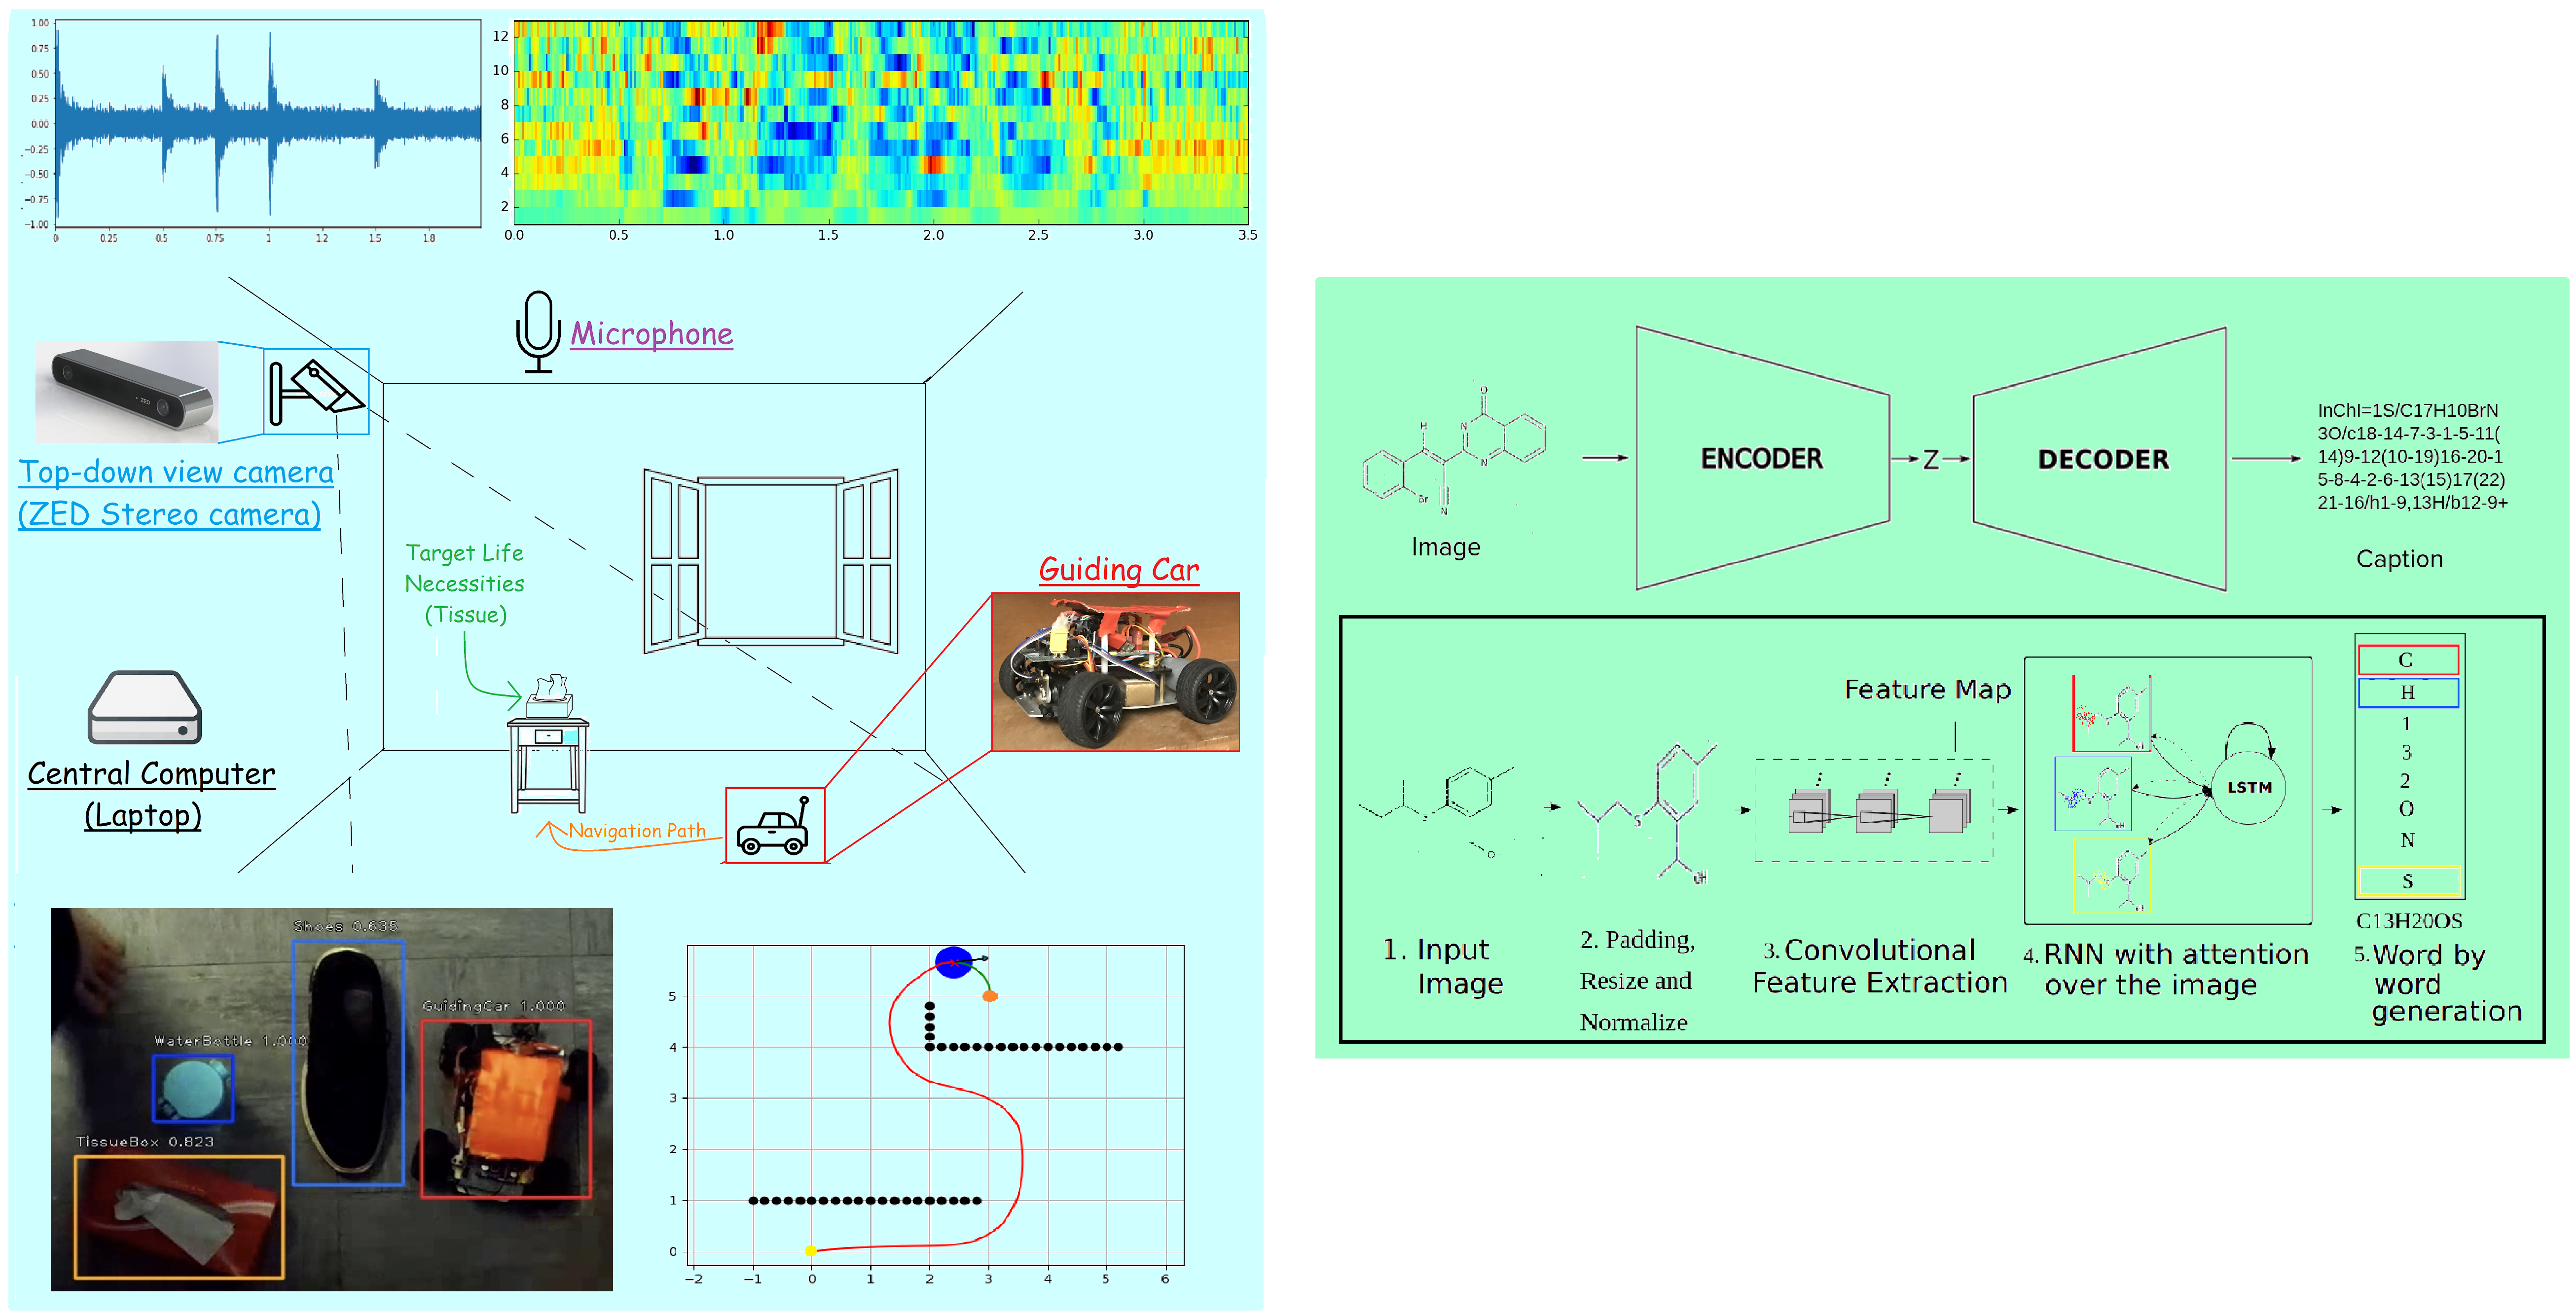 1.00
0.75
0.50
0.25
0.00
−0.25
−0.50
−0.75
−1.00
0 0.25 0.5 0.75 1 1.2 1.5 1.8
12
10
8
6
4
2
0.0 0.5 1.0 1.5 2.0 2.5 3.0 3.5
Microphone
ZED
Top-down view camera
(ZED Stereo camera)
Target Life
Necessities
(Tissue)
Guiding Car
Central Computer
(Laptop)
Navigation Path
Shoes 0.635
GuidingCar 1.000
WaterBottle 1.000
TissueBox 0.823
5
4
3
2
1
0
−2 −1 0 1 2 3 4 5 6
O
H
N
N
Br
N
Image
ENCODER
Z
DECODER
InChI=1S/C17H10BrN
3O/c18-14-7-3-1-5-11(
14)9-12(10-19)16-20-1
5-8-4-2-6-13(15)17(22)
21-16/h1-9,13H/b12-9+
Caption
Feature Map
S
O
S
OH
LSTM
C
H
1
3
2
O
N
S
C13H20OS
1. Input
Image
2. Padding,
Resize and
Normalize
3. Convolutional
Feature Extraction
4. RNN with attention
over the image
5. Word by
word
generation